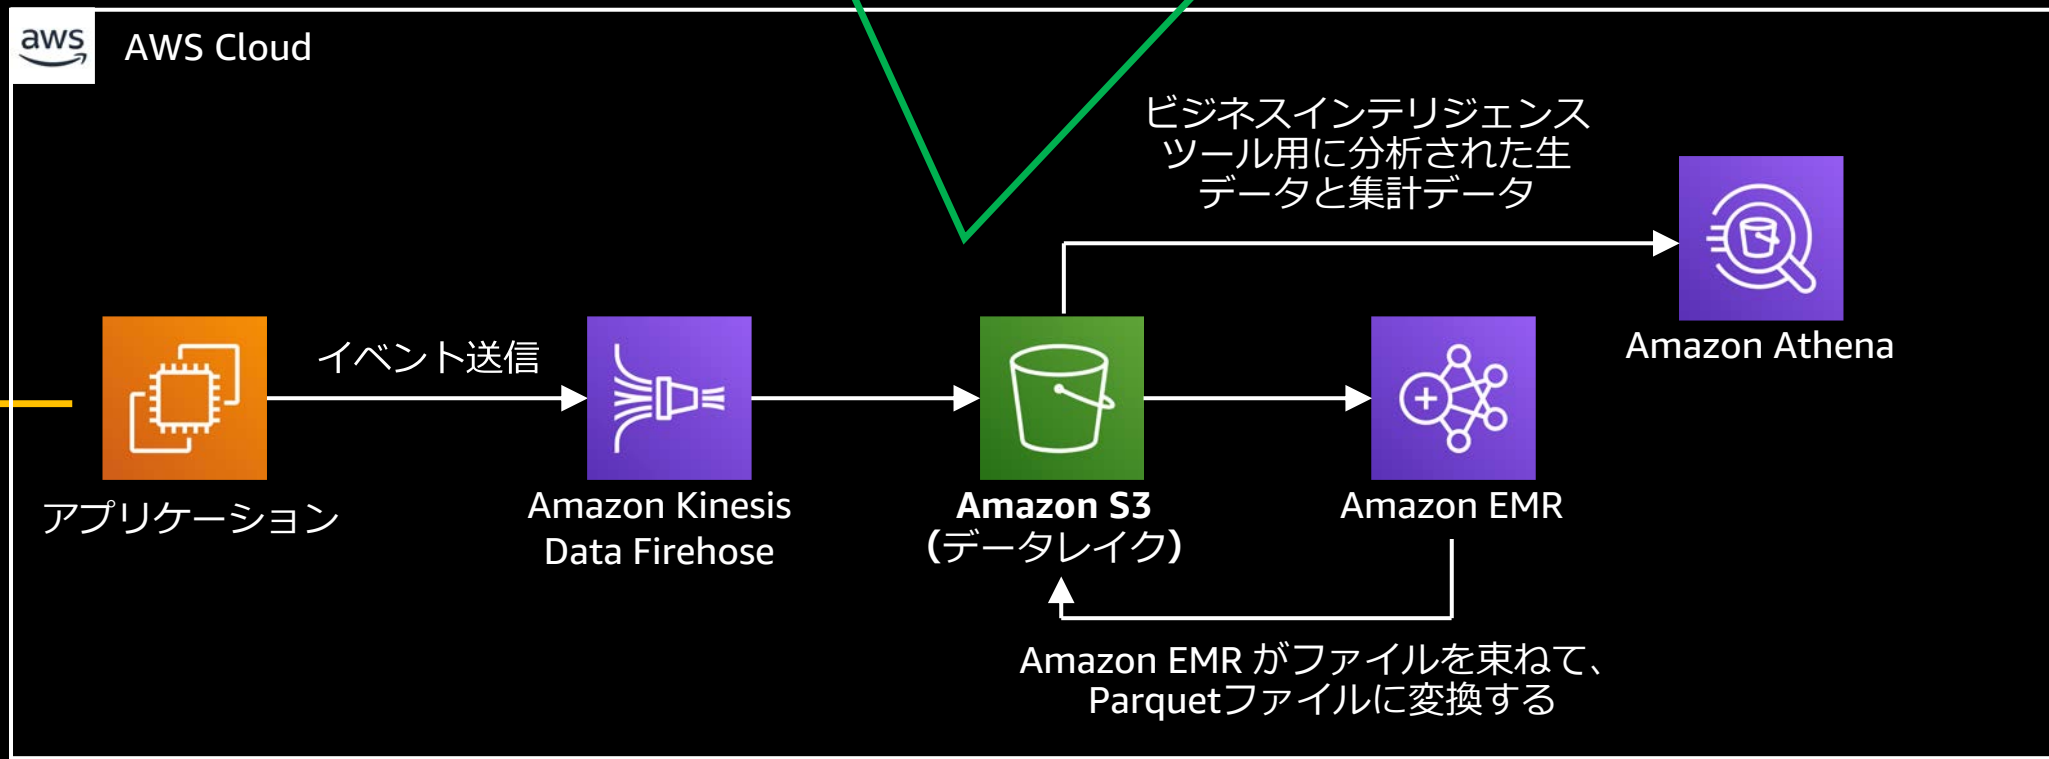 aws
AWS Cloud
ビジネスインテリジェンス
ツール用に分析された生
データと集計データ
Amazon Athena
イベント送信
アプリケーション
Amazon Kinesis
Data Firehose
Amazon S3
(データレイク)
Amazon EMR
Amazon EMR がファイルを束ねて、
Parquetファイルに変換する